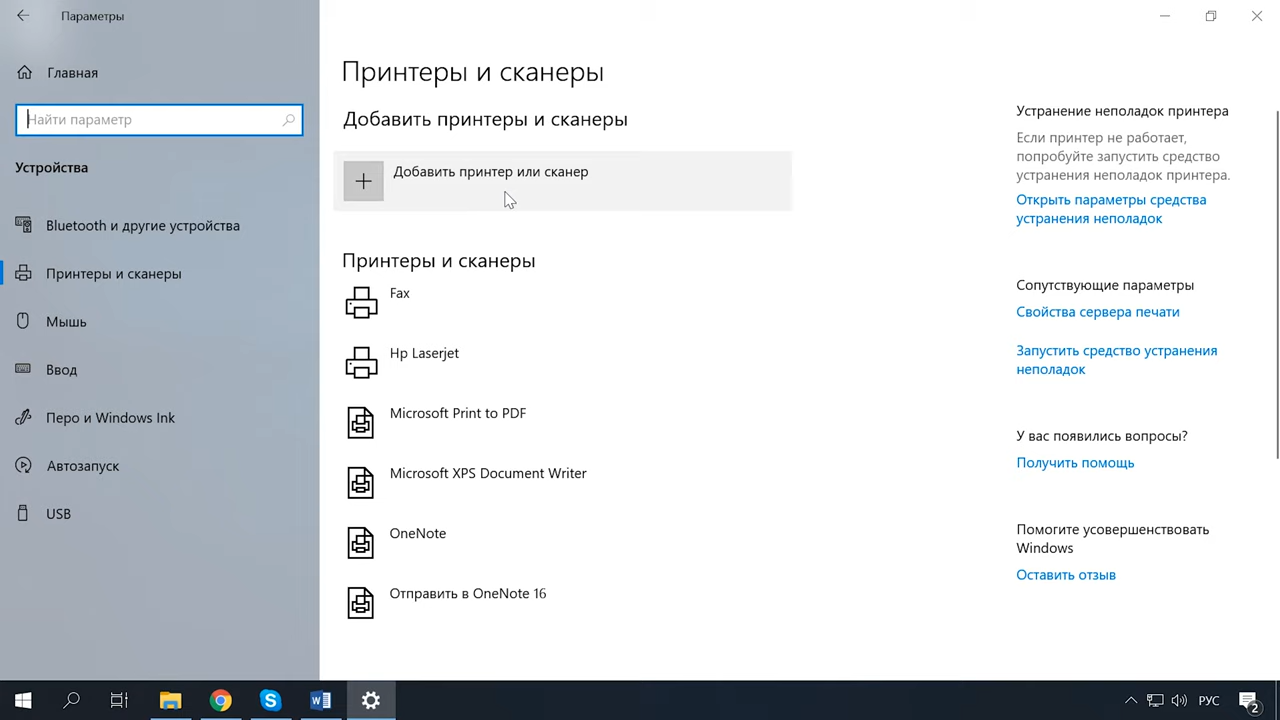 Параметры
Главная
Найти параметр
Устройства
Bluetooth и другие устройства
Принтеры и сканеры
Мышь
Ввод
Перо и Windows Ink
Автозапуск
USB
Принтеры и сканеры
Добавить принтеры и сканеры
Добавить принтер или сканер
Принтеры и сканеры
Fax
Hp Laserjet
Microsoft Print to PDF
Microsoft XPS Document Writer
OneNote
Отправить в OneNote 16
Устранение неполадок принтера
Если принтер не работает,
попробуйте запустить средство
устранения неполадок принтера.
Открыть параметры средства
устранения неполадок
Сопутствующие параметры
Свойства сервера печати
Запустить средство устранения
неполадок
У вас появились вопросы?
Получить помощь
Помогите усовершенствовать
Windows
Оставить отзыв
РУС
2